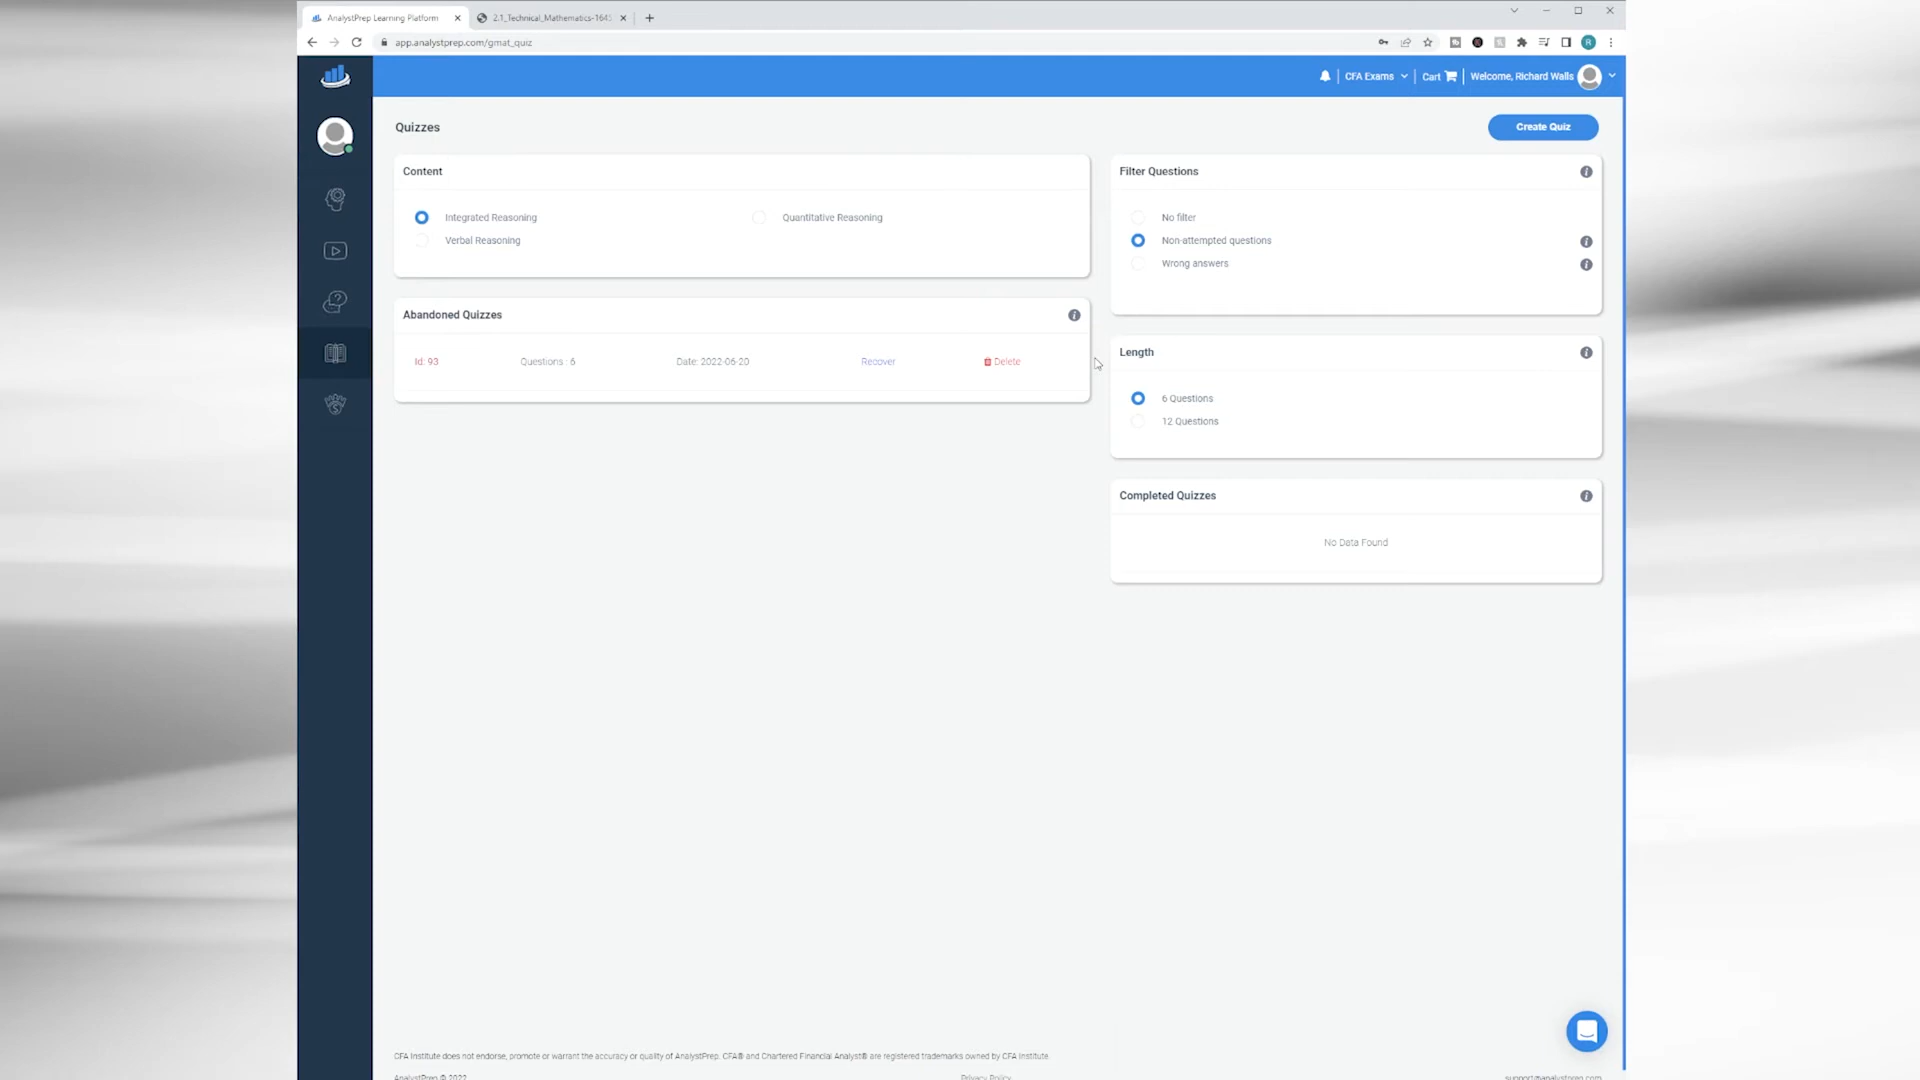 AnalystPrep Learning Platform
2.1_Technical_Mathematics-164
app.analystprep.com/gmat_quiz
R
CFA Exams
Cart
Welcome, Richard Walls
Quizzes
Create Quiz
Content
Integrated Reasoning
Quantitative Reasoning
Verbal Reasoning
Filter Questions
No filter
Non-attempted questions
Wrong answers
Abandoned Quizzes
Id: 93
Questions : 6
Date: 2022-06-20
Recover
Delete
Length
6 Questions
12 Questions
Completed Quizzes
No Data Found
CFA Institute does not endorse, promote or warrant the accuracy or quality of AnalystPrep. CFA® and Chartered Financial Analyst® are registered trademarks owned by CFA Institute.
AnalystPrep © 2022
Privacy Policy
support@analystprep.com